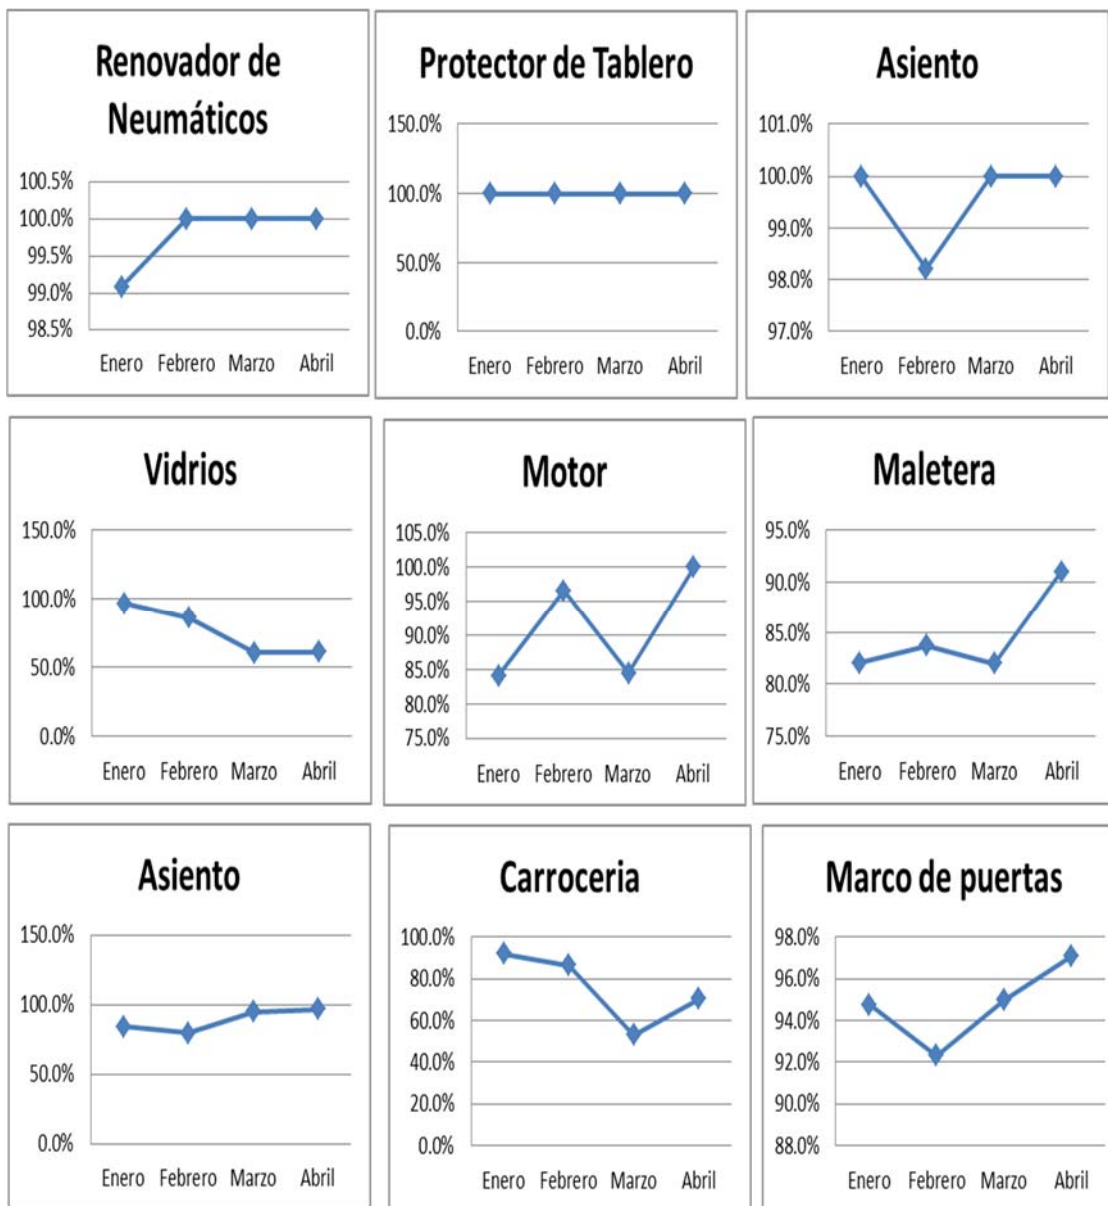 Renovador de
Neumáticos
100.5%
100.0%
99.5%
99.0%
98.5%
Enero Febrero Marzo Abril
Protector de Tablero
150.0%
100.0%
50.0%
0.0%
Enero Febrero Marzo Abril
Asiento
101.0%
100.0%
99.0%
98.0%
97.0%
Enero Febrero Marzo Abril
Vidrios
150.0%
100.0%
50.0%
0.0%
Enero Febrero Marzo Abril
Motor
105.0%
100.0%
95.0%
90.0%
85.0%
80.0%
75.0%
Enero Febrero Marzo Abril
Maletera
95.0%
90.0%
85.0%
80.0%
75.0%
Enero Febrero Marzo Abril
Asiento
150.0%
100.0%
50.0%
0.0%
Enero Febrero Marzo Abril
Carroceria
100.0%
80.0%
60.0%
40.0%
20.0%
0.0%
Enero Febrero Marzo Abril
Marco de puertas
98.0%
96.0%
94.0%
92.0%
90.0%
88.0%
Enero Febrero Marzo Abril